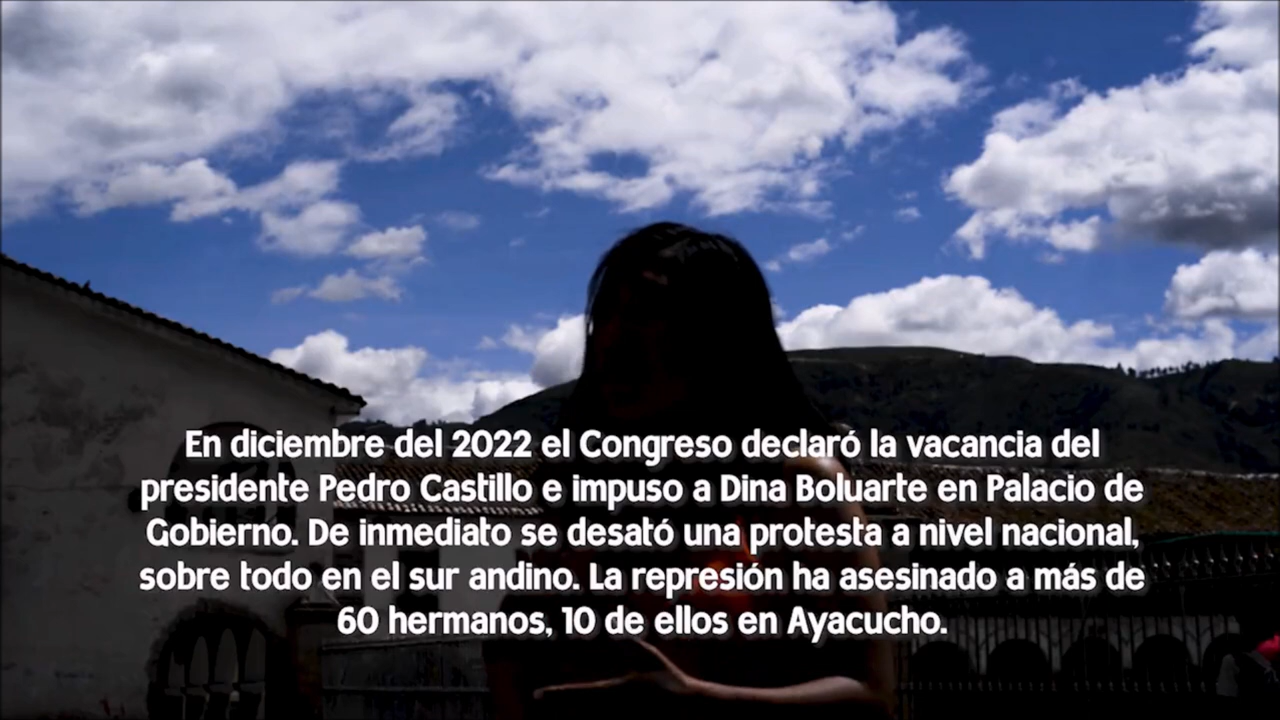 En diciembre del 2022 el Congreso declaró la vacancia del
presidente Pedro Castillo e impuso a Dina Boluarte en Palacio de
Gobierno. De inmediato se desató una protesta a nivel nacional,
sobre todo en el sur andino. La represión ha asesinado a más de
60 hermanos, 10 de ellos en Ayacucho.